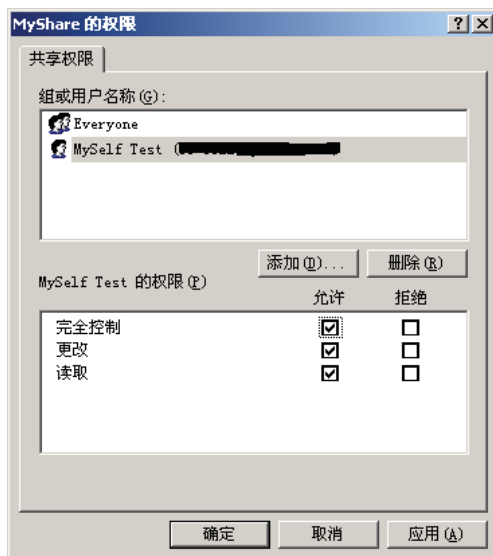 MyShare 的权限
共享权限
组或用户名称(G):
Everyone
MySelf Test (
添加(D)... 删除(R)
MySelf Test 的权限(P)
允许 拒绝
完全控制
更改
读取
确定 取消 应用(A)